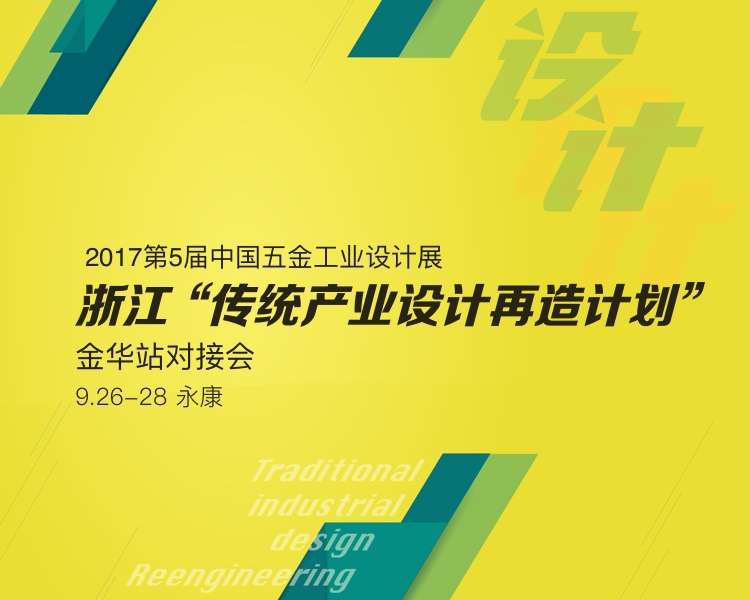 设
计
2017第5届中国五金工业设计展
浙江“传统产业设计再造计划”
金华站对接会
9.26-28 永康
Traditional
industrial
design
Reengineering